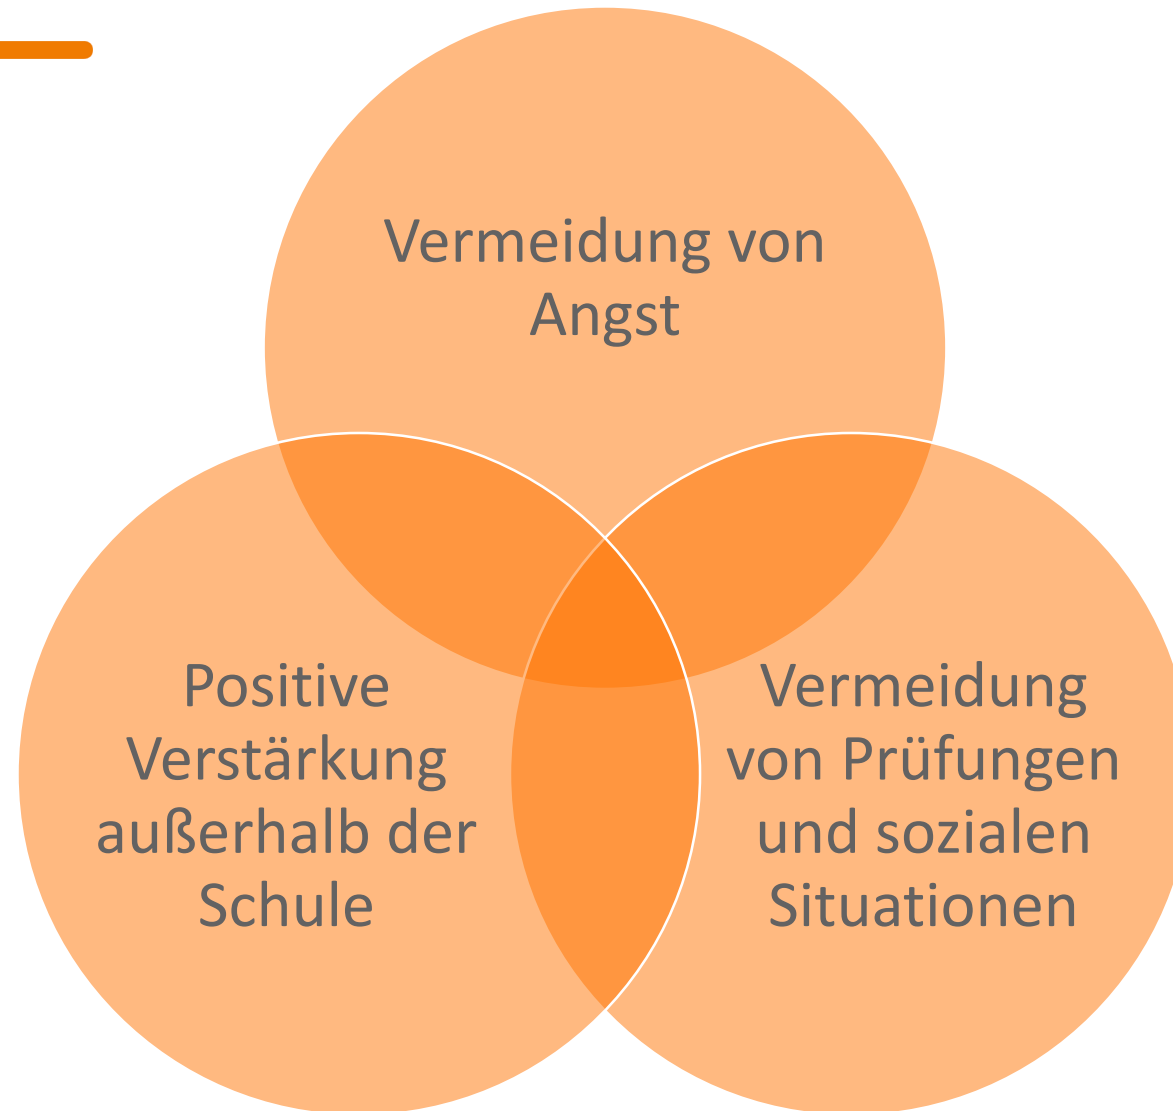 Vermeidung von
Angst
Positive
Verstärkung
außerhalb der
Schule
Vermeidung
von Prüfungen
und sozialen
Situationen